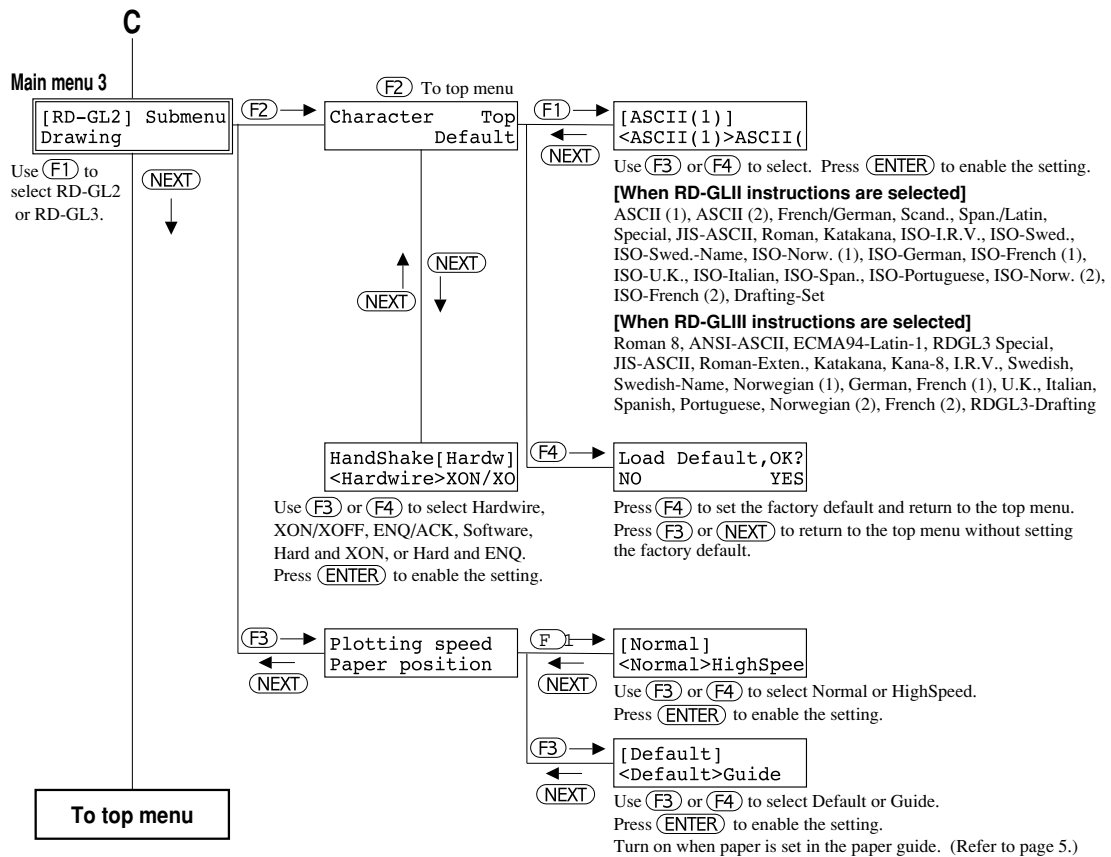 C
Main menu 3
[RD-GL2] Submenu
Drawing
Use F1 to
select RD-GL2
or RD-GL3.
NEXT
F2
F2 To top menu
Character Top
Default
F1
NEXT
[ASCII(1)]
<ASCII(1)>ASCII(
Use F3 or F4 to select. Press ENTER to enable the setting.
[When RD-GLII instructions are selected]
ASCII (1), ASCII (2), French/German, Scand., Span./Latin,
Special, JIS-ASCII, Roman, Katakana, ISO-I.R.V., ISO-Swed.,
ISO-Swed.-Name, ISO-Norw. (1), ISO-German, ISO-French (1),
ISO-U.K., ISO-Italian, ISO-Span., ISO-Portuguese, ISO-Norw. (2),
ISO-French (2), Drafting-Set
[When RD-GLIII instructions are selected]
Roman 8, ANSI-ASCII, ECMA94-Latin-1, RDGL3 Special,
JIS-ASCII, Roman-Exten., Katakana, Kana-8, I.R.V., Swedish,
Swedish-Name, Norwegian (1), German, French (1), U.K., Italian,
Spanish, Portuguese, Norwegian (2), French (2), RDGL3-Drafting
NEXT
NEXT
HandShake[Hardw]
<Hardwire>XON/XO
Use F3 or F4 to select Hardwire,
XON/XOFF, ENQ/ACK, Software,
Hard and XON, or Hard and ENQ.
Press ENTER to enable the setting.
F4
Load Default,OK?
NO YES
Press F4 to set the factory default and return to the top menu.
Press F3 or NEXT to return to the top menu without setting
the factory default.
F3
NEXT
Plotting speed
Paper position
F 1
NEXT
[Normal]
<Normal>HighSpee
Use F3 or F4 to select Normal or HighSpeed.
Press ENTER to enable the setting.
F3
NEXT
[Default]
<Default>Guide
Use F3 or F4 to select Default or Guide.
Press ENTER to enable the setting.
Turn on when paper is set in the paper guide. (Refer to page 5.)
To top menu